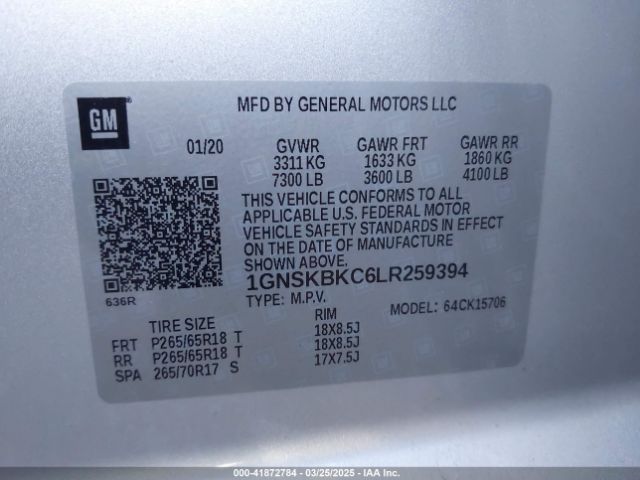 GM
MFD BY GENERAL MOTORS LLC
01/20 GVWR GAWR FRT GAWR RR
3311 KG 1633 KG 1860 KG
7300 LB 3600 LB 4100 LB
THIS VEHICLE CONFORMS TO ALL
APPLICABLE U.S. FEDERAL MOTOR
VEHICLE SAFETY STANDARDS IN EFFECT
ON THE DATE OF MANUFACTURE
SHOWN ABOVE.
1GNSKBKC6LR259394
636R
TYPE: M.P.V. MODEL: 64CK15706
TIRE SIZE RIM
FRT P265/65R18 T 18X8.5J
RR P265/65R18 T 18X8.5J
SPA 265/70R17 S 17X7.5J
000-41872784 - 03/25/2025 - IAA Inc.